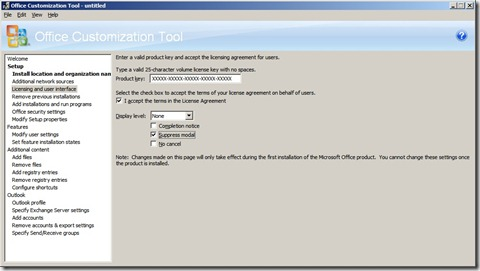 Office Customization Tool - untitled
File Edit View Help
Office Customization Tool
Welcome
Setup
Install location and organization nan
Additional network sources
Licensing and user interface
Remove previous installations
Add installations and run programs
Office security settings
Modify Setup properties
Features
Modify user settings
Set feature installation states
Additional content
Add files
Remove files
Add registry entries
Remove registry entries
Configure shortcuts
Outlook
Outlook profile
Specify Exchange Server settings
Add accounts
Remove accounts & export settings
Specify Send/Receive groups
Enter a valid product key and accept the licensing agreement for users.
Type a valid 25-character volume license key with no spaces.
Product key: XXXXX-XXXXX-XXXXX-XXXXX-XXXXX
Select the check box to accept the terms of your license agreement on behalf of users.
I accept the terms in the License Agreement
Display level: None
Completion notice
Suppress modal
No cancel
Note: Changes made on this page will only take effect during the first installation of the Microsoft Office product. You cannot change these settings once
the product is installed.